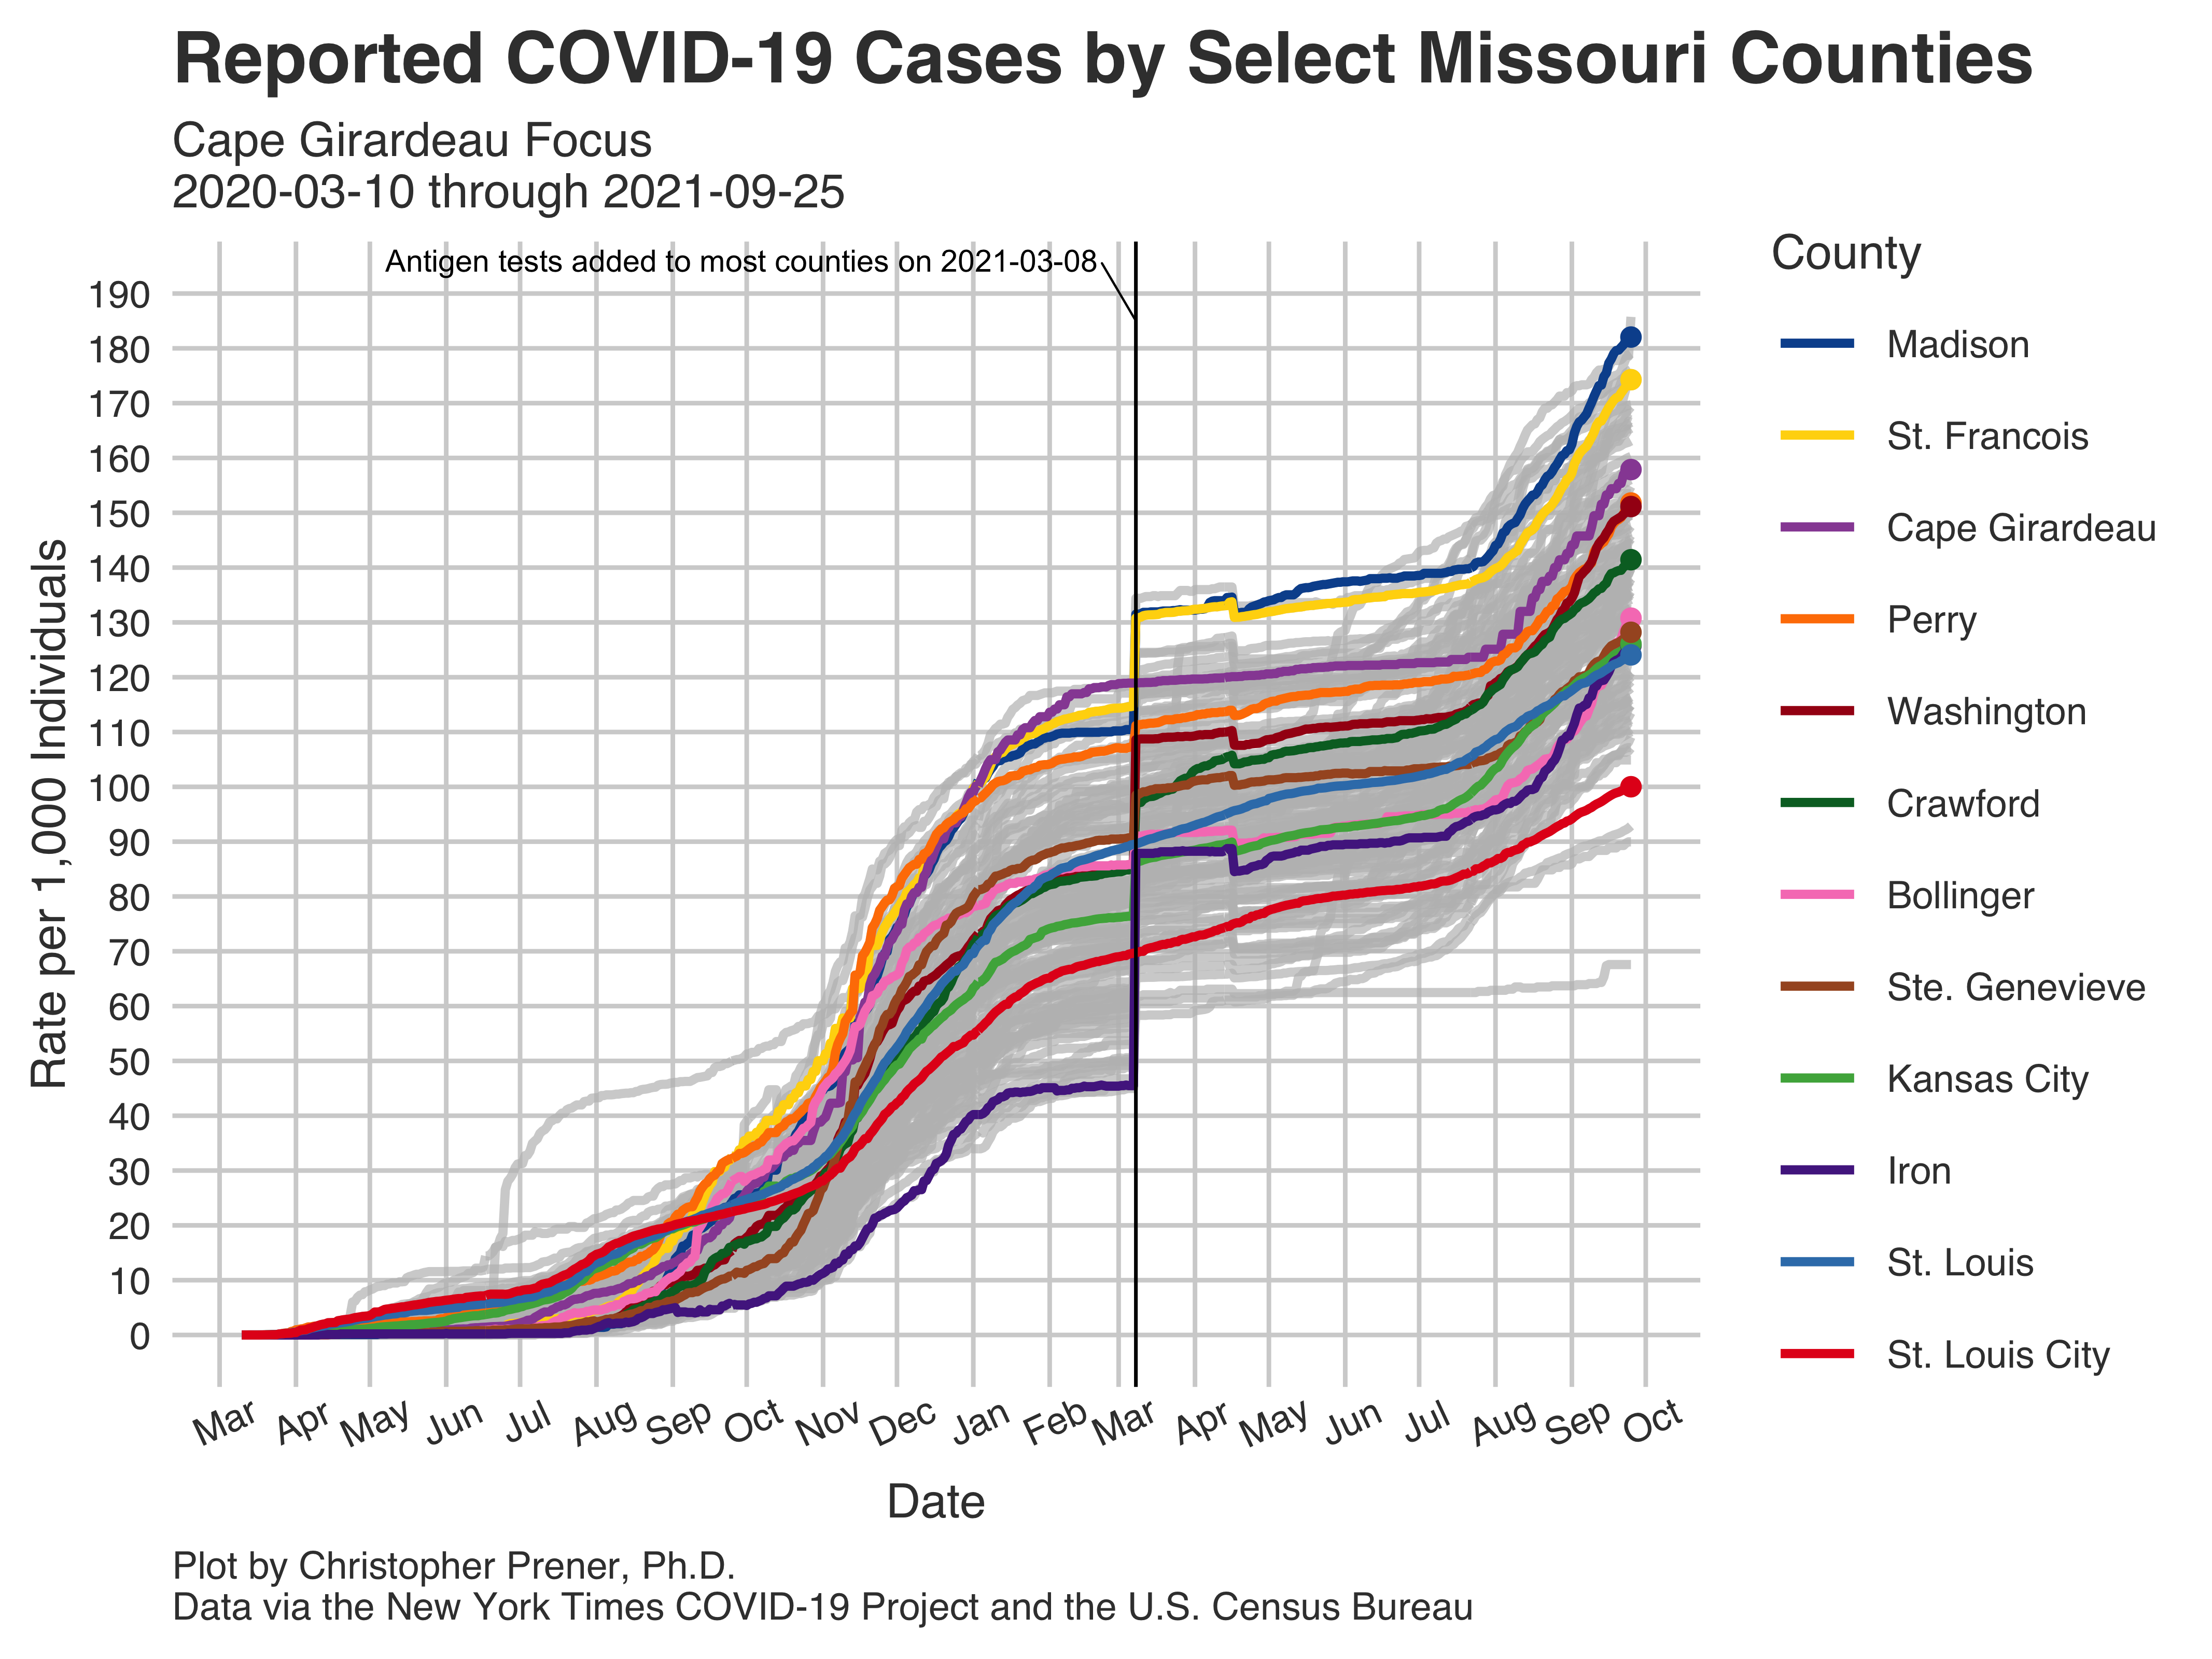 Reported COVID-19 Cases by Select Missouri Counties
Cape Girardeau Focus
2020-03-10 through 2021-09-25
Antigen tests added to most counties on 2021-03-08
Rate per 1,000 Individuals
190
180
170
160
150
140
130
120
110
100
90
80
70
60
50
40
30
20
10
0
Mar Apr May Jun Jul Aug Sep Oct Nov Dec Jan Feb Mar Apr May Jun Jul Aug Sep Oct
Date
County
Madison
St. Francois
Cape Girardeau
Perry
Washington
Crawford
Bollinger
Ste. Genevieve
Kansas City
Iron
St. Louis
St. Louis City
Plot by Christopher Prener, Ph.D.
Data via the New York Times COVID-19 Project and the U.S. Census Bureau